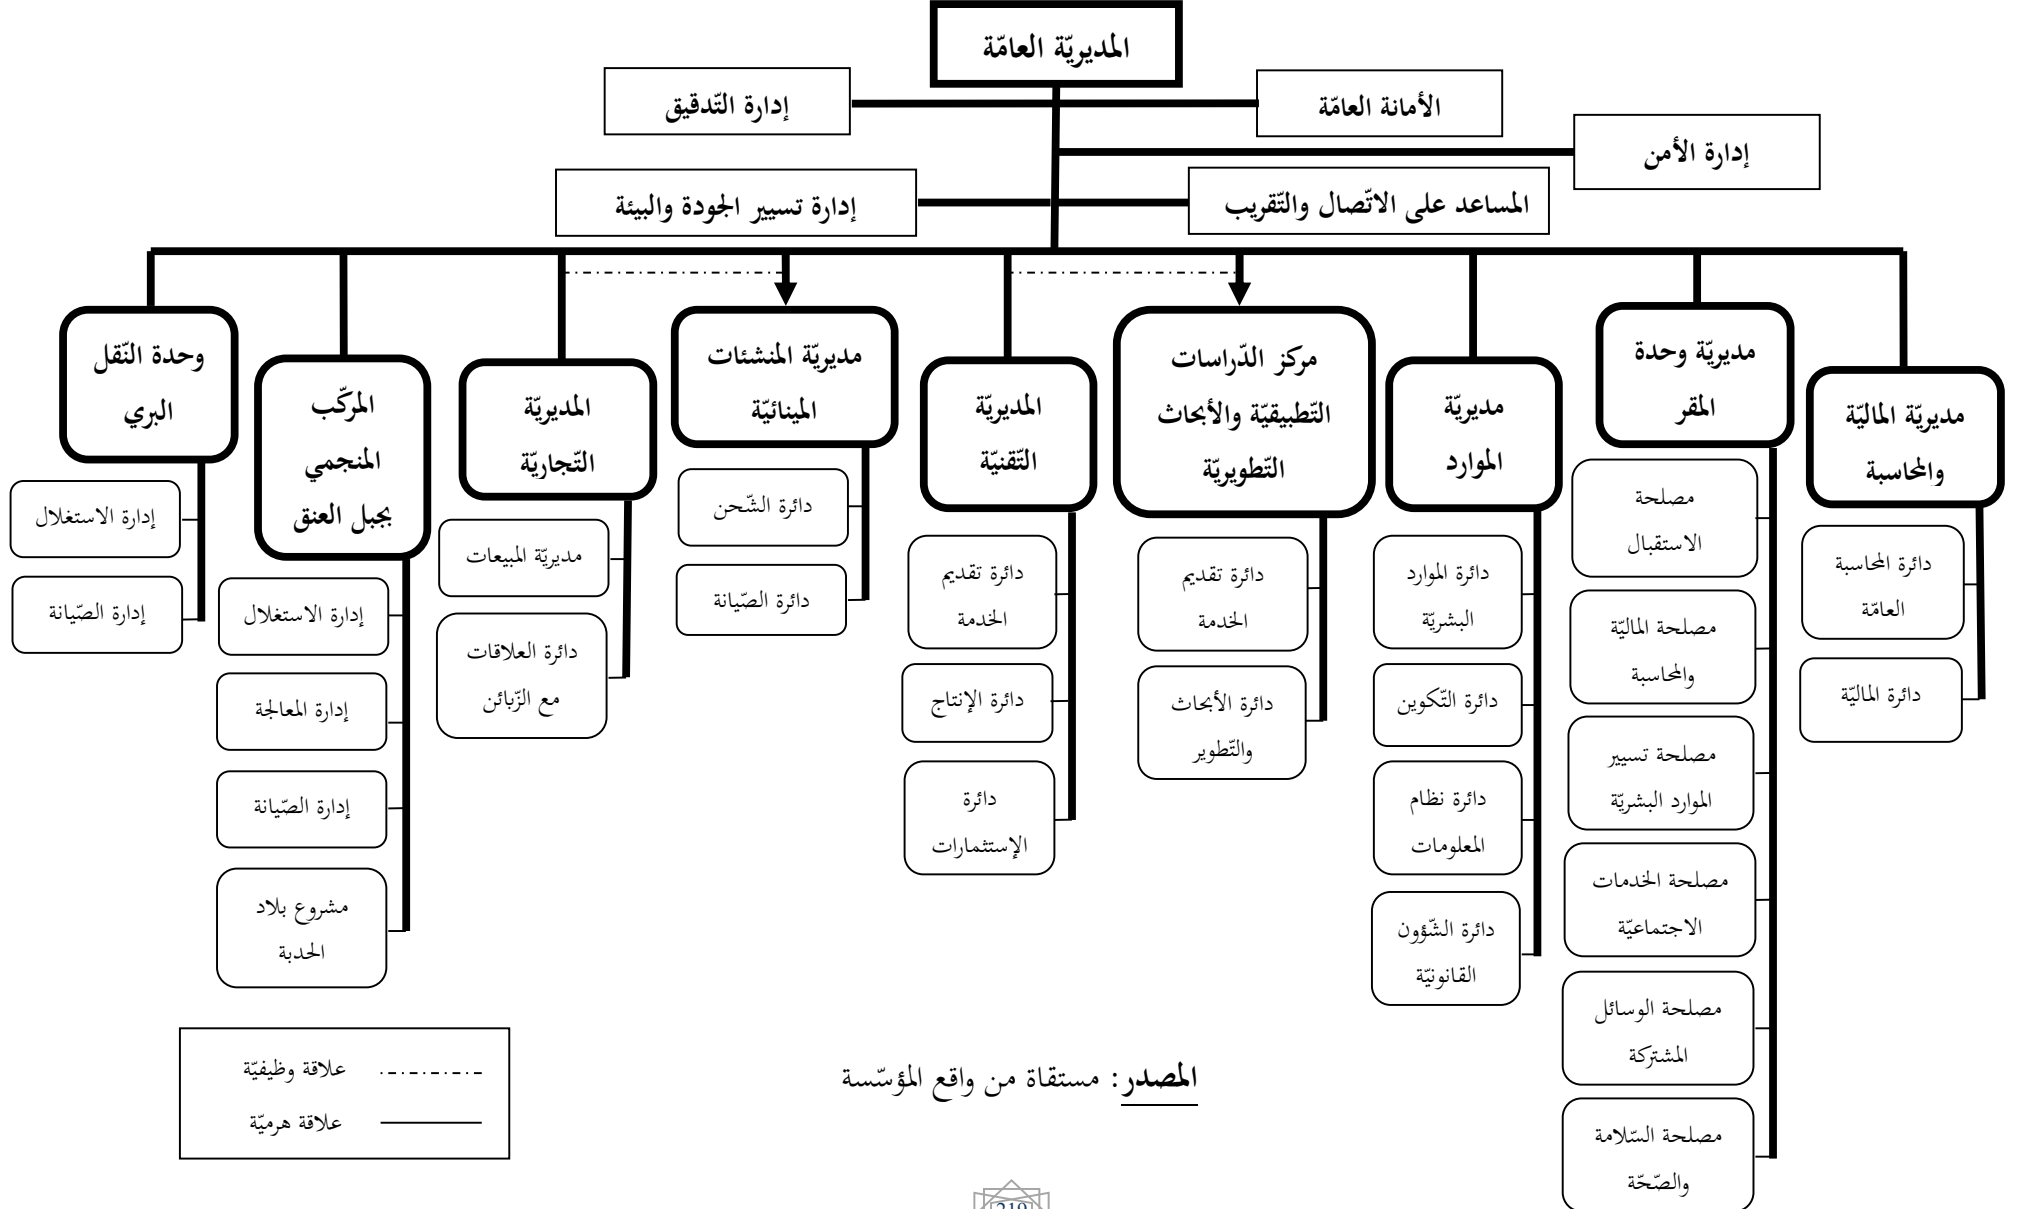 المديريّة العامّة
الأمانة العامّة
إدارة التّدقيق
إدارة الأمن
المساعد على الاتّصال والتّقريب
إدارة تسيير الجودة والبيئة
مديريّة الماليّة
والمحاسبة
دائرة المحاسبة
العامّة
دائرة الماليّة
مديريّة وحدة
المقر
مصلحة
الاستقبال
مصلحة الماليّة
والمحاسبة
مصلحة تسيير
الموارد البشريّة
مصلحة الخدمات
الاجتماعيّة
مصلحة الوسائل
المشتركة
مصلحة السّلامة
والصّحّة
مديريّة
الموارد
دائرة الموارد
البشريّة
دائرة التّكوين
دائرة نظام
المعلومات
دائرة الشّؤون
القانونيّة
مركز الدّراسات
التّطبيقيّة والأبحاث
التّطويريّة
دائرة تقديم
الخدمة
دائرة الأبحاث
والتّطوير
المديريّة
التّقنيّة
دائرة تقديم
الخدمة
دائرة الإنتاج
دائرة
الإستثمارات
مديريّة المنشئات
المينائيّة
دائرة الشّحن
دائرة الصّيانة
المديريّة
التّجاريّة
مديريّة المبيعات
دائرة العلاقات
مع الزّبائن
المركّب
المنجمي
بجبل العنق
إدارة الاستغلال
إدارة المعالجة
إدارة الصّيانة
مشروع بلاد
الحدبة
وحدة النّقل
البري
إدارة الاستغلال
إدارة الصّيانة
علاقة وظيفيّة
علاقة هرميّة
المصدر: مستقاة من واقع المؤسّسة
219